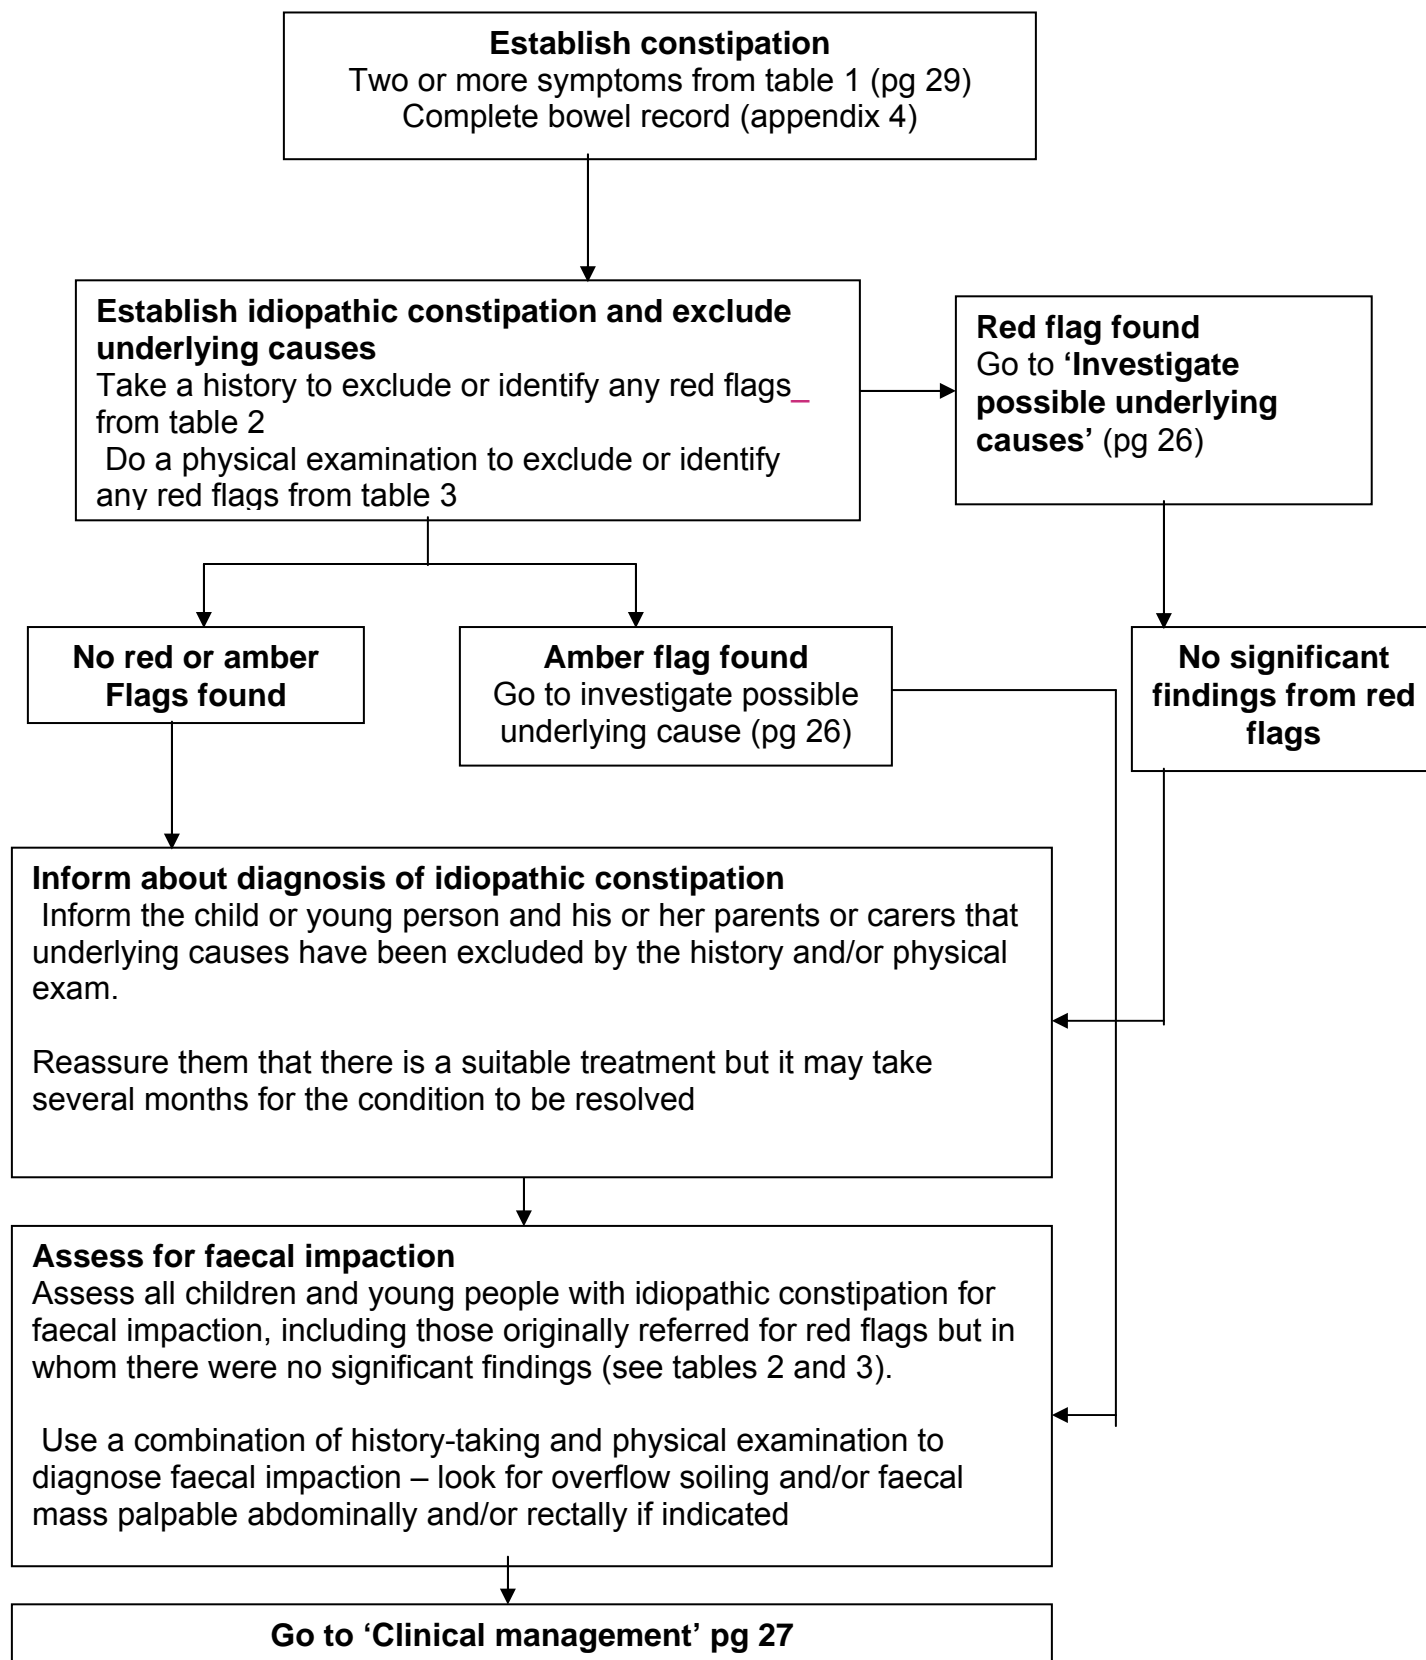 Establish constipation
Two or more symptoms from table 1 (pg 29)
Complete bowel record (appendix 4)
Establish idiopathic constipation and exclude
underlying causes
Take a history to exclude or identify any red flags_
from table 2
Do a physical examination to exclude or identify
any red flags from table 3
Red flag found
Go to ‘Investigate
possible underlying
causes’ (pg 26)
No red or amber
Flags found
Amber flag found
Go to investigate possible
underlying cause (pg 26)
No significant
findings from red
flags
Inform about diagnosis of idiopathic constipation
Inform the child or young person and his or her parents or carers that
underlying causes have been excluded by the history and/or physical
exam.
Reassure them that there is a suitable treatment but it may take
several months for the condition to be resolved
Assess for faecal impaction
Assess all children and young people with idiopathic constipation for
faecal impaction, including those originally referred for red flags but in
whom there were no significant findings (see tables 2 and 3).
Use a combination of history-taking and physical examination to
diagnose faecal impaction – look for overflow soiling and/or faecal
mass palpable abdominally and/or rectally if indicated
Go to ‘Clinical management’ pg 27